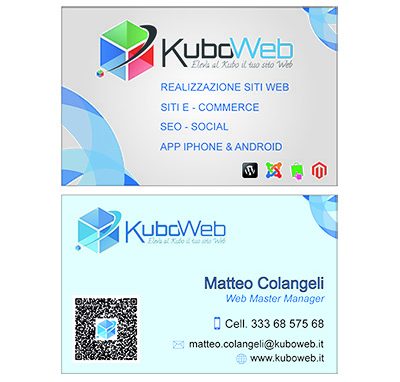 KuboWeb
Eleva al Kubo il tuo sito Web
REALIZZAZIONE SITI WEB
SITI E - COMMERCE
SEO - SOCIAL
APP IPHONE & ANDROID
KuboWeb
Eleva al Kubo il tuo sito Web
Matteo Colangeli
Web Master Manager
Cell. 333 68 575 68
matteo.colangeli@kuboweb.it
www.kuboweb.it